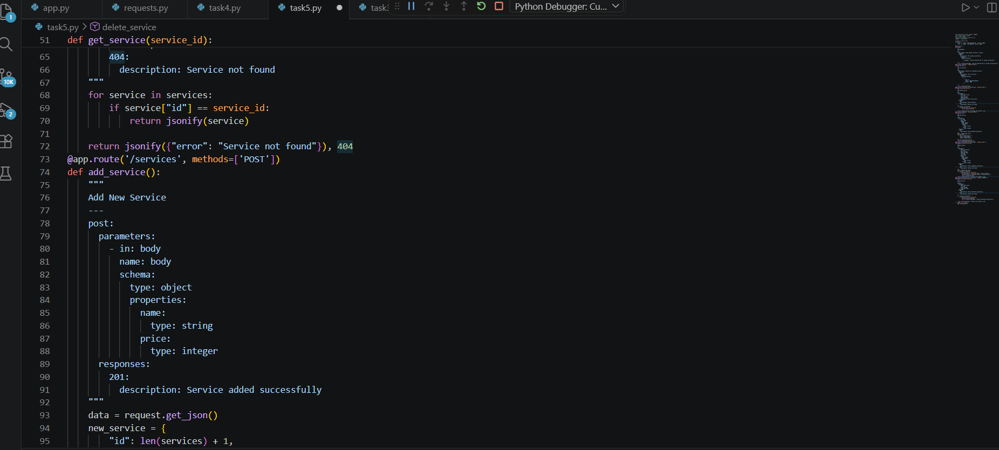 app.py
requests.py
task4.py
task5.py
task3
Python Debugger: Cu...
1
10K
2
task5.py > delete_service
51 def get_service(service_id):
65 404:
66 description: Service not found
67 """
68 for service in services:
69 if service["id"] == service_id:
70 return jsonify(service)
71
72 return jsonify({"error": "Service not found"}), 404
73 @app.route('/services', methods=['POST'])
74 def add_service():
75 """
76 Add New Service
77 ---
78 post:
79 parameters:
80 - in: body
81 name: body
82 schema:
83 type: object
84 properties:
85 name:
86 type: string
87 price:
88 type: integer
89 responses:
90 201:
91 description: Service added successfully
92 """
93 data = request.get_json()
94 new_service = {
95 "id": len(services) + 1,